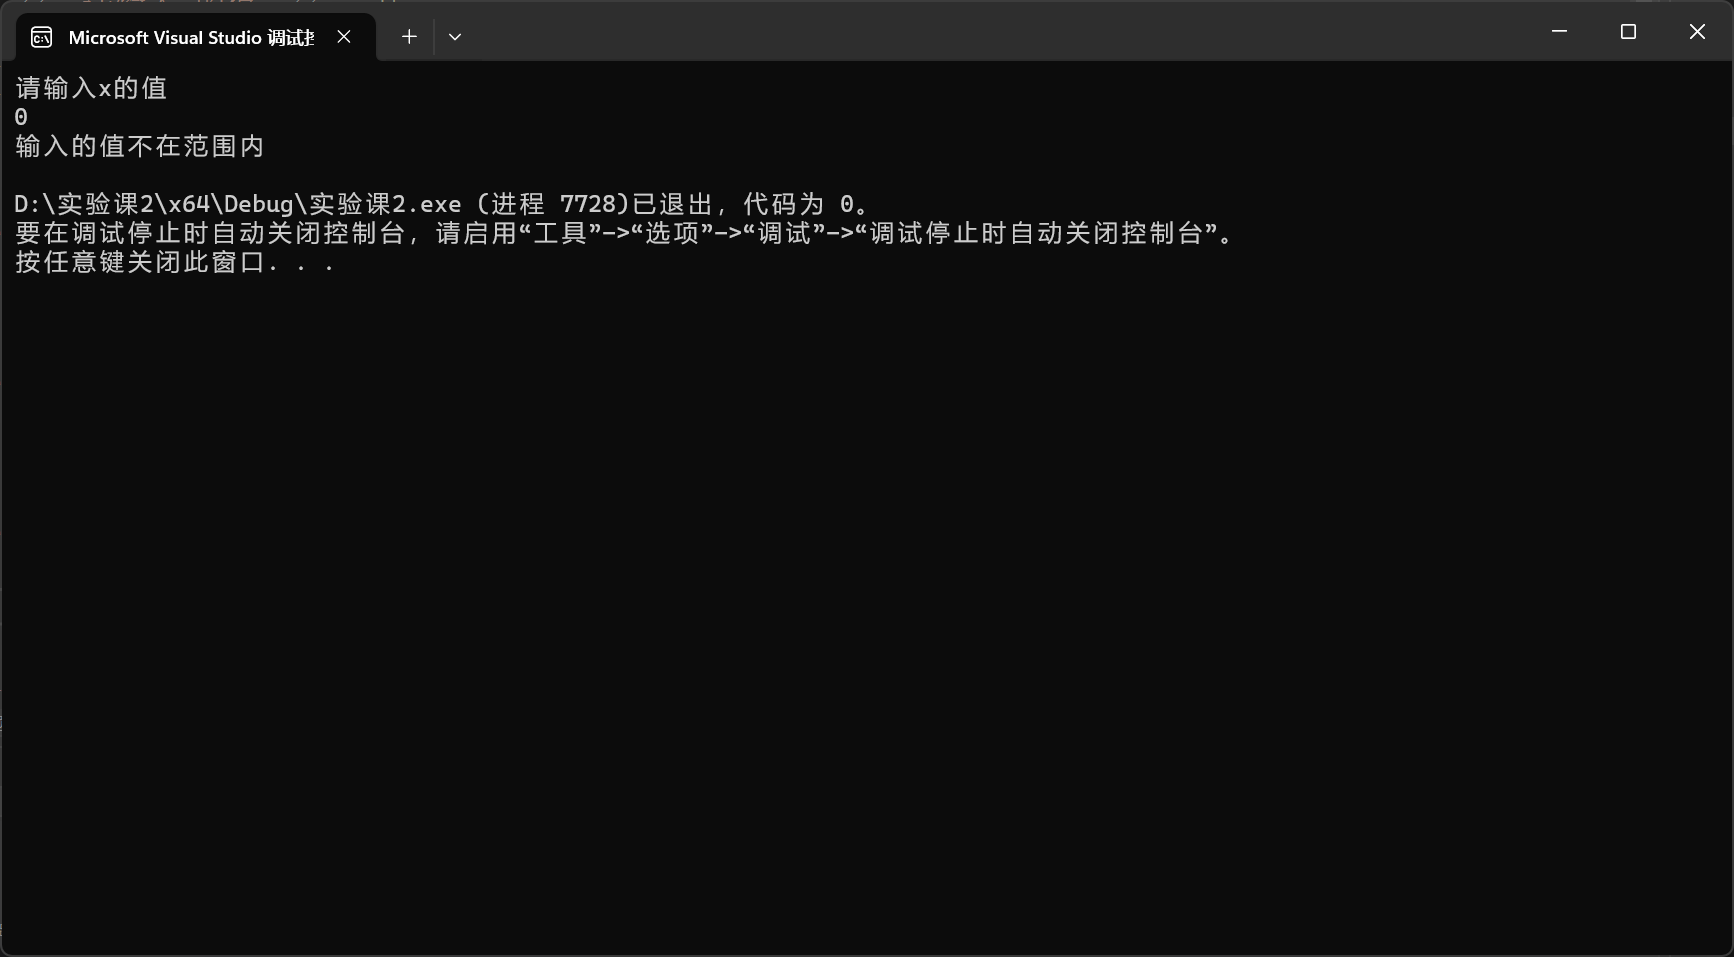 Microsoft Visual Studio 调试
请输入x的值
0
输入的值不在范围内
D:\实验课2\x64\Debug\实验课2.exe (进程 7728)已退出，代码为 0。
要在调试停止时自动关闭控制台，请启用“工具”->“选项”->“调试”->“调试停止时自动关闭控制台”。
按任意键关闭此窗口. . .